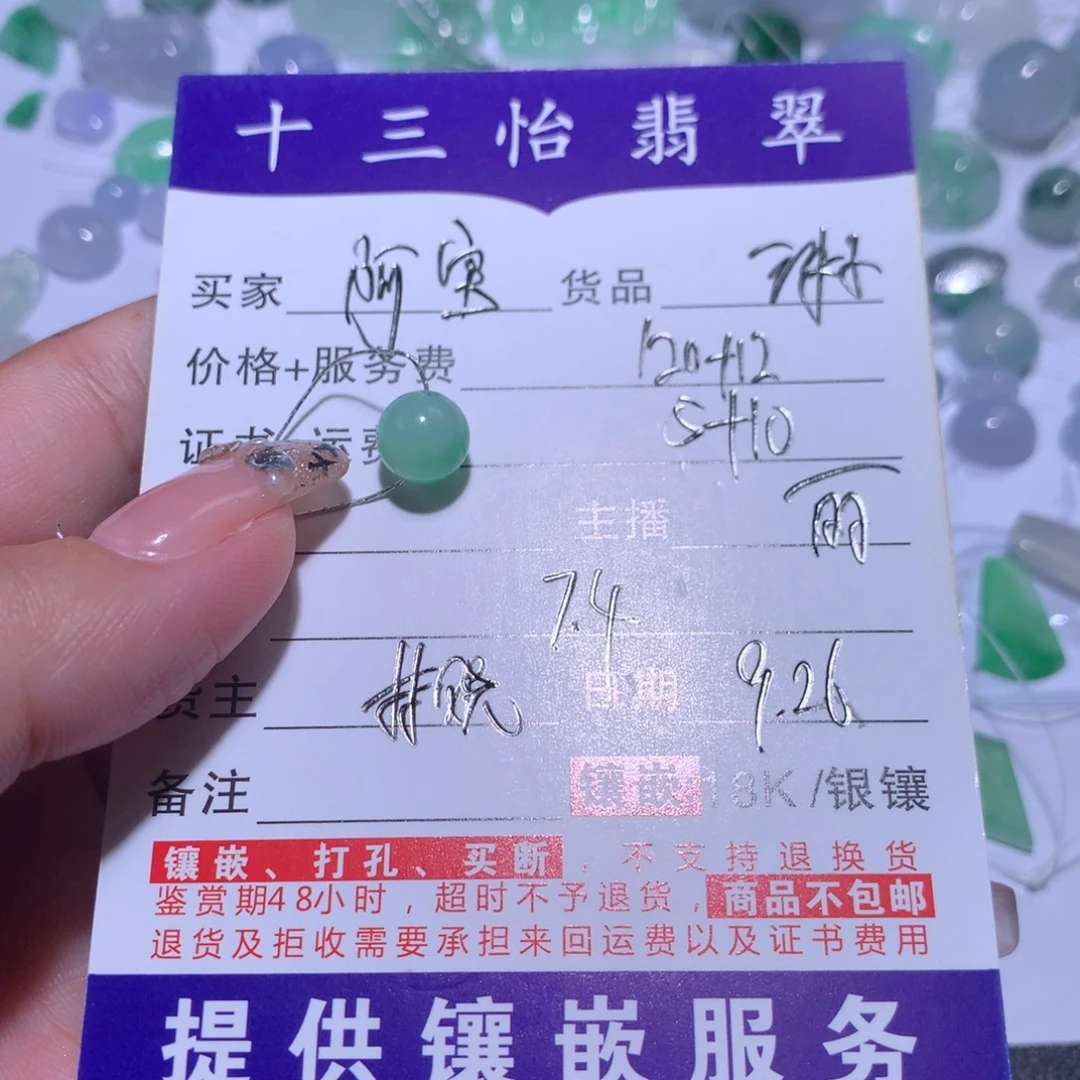 十三怡翡翠
买家 阿寅 货品 珠子
价格+服务费 120+12
证书 运费 5+10
主播 丽
7.4
货主 日期 9.26
备注 镶嵌:18K/银镶
镶嵌、打孔、买断，不支持退换货
鉴赏期48小时，超时不予退货，商品不包邮
退货及拒收需要承担来回运费以及证书费用
提供镶嵌服务